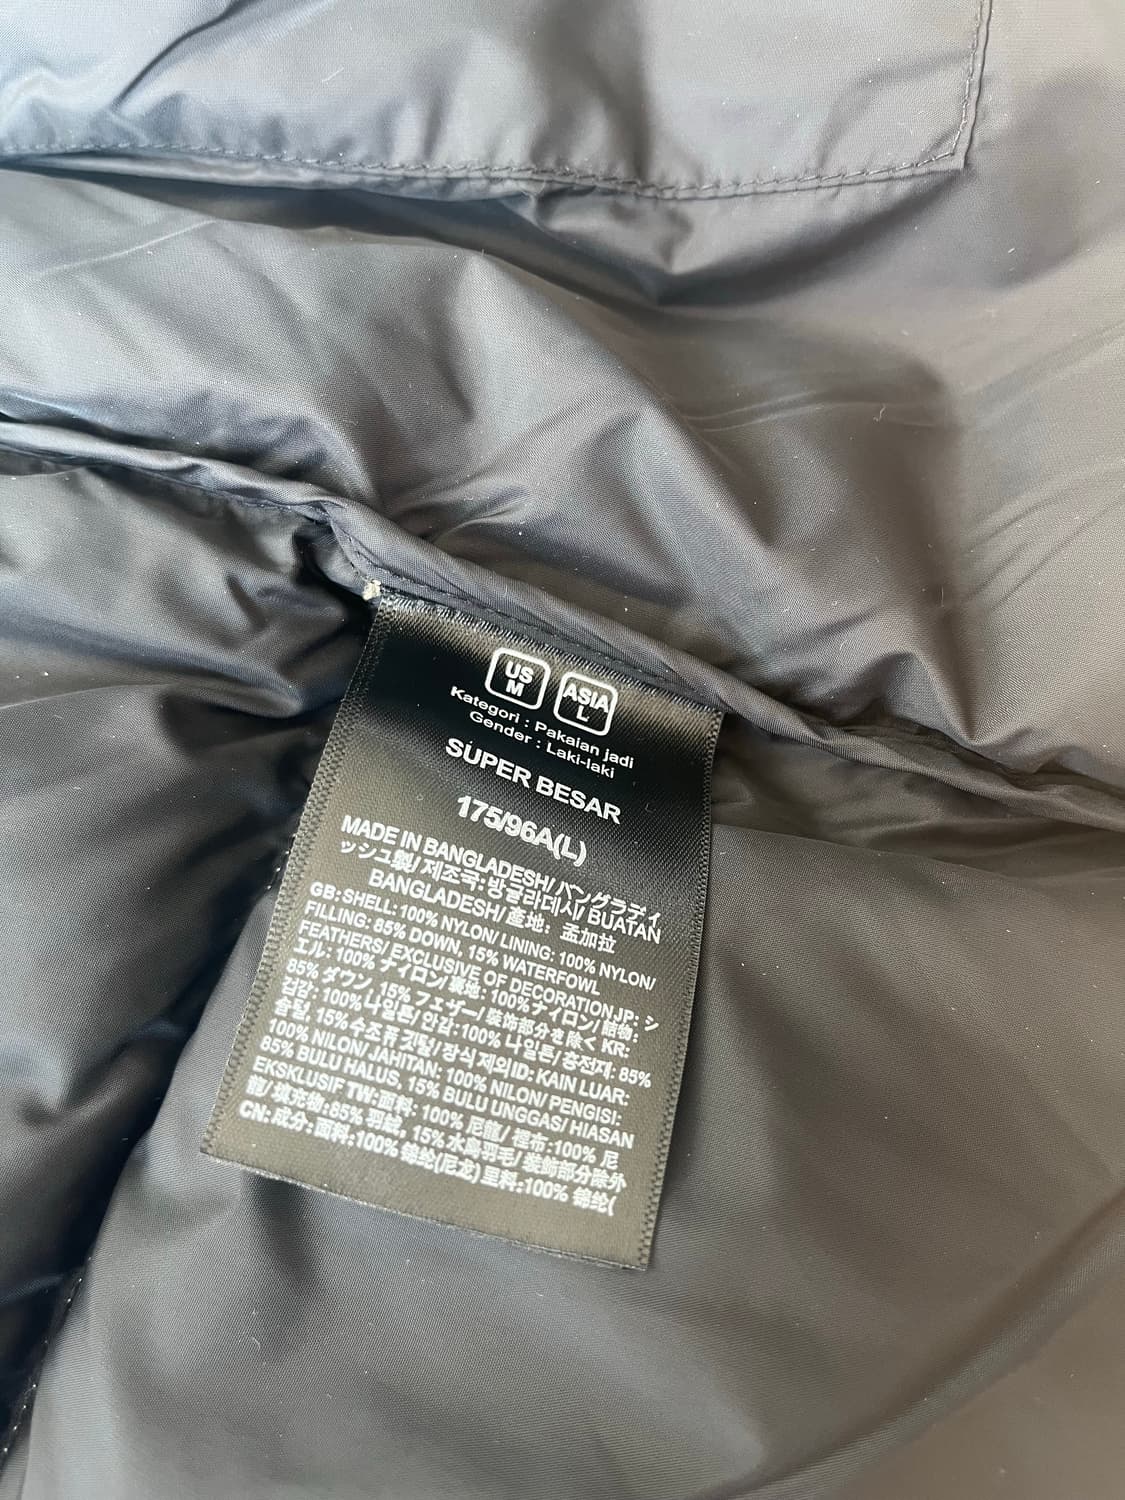 US
M
ASIA
L
Kategori : Pakaian jadi
Gender : Laki-laki
SUPER BESAR
175/96A(L)
MADE IN BANGLADESH/ バングラディ
ッシュ製/ 제조국: 방글라데시/ BUATAN
BANGLADESH/ 產地: 孟加拉
GB: SHELL: 100% NYLON/ LINING: 100% NYLON/
FILLING: 85% DOWN, 15% WATERFOWL
FEATHERS/ EXCLUSIVE OF DECORATION JP: シ
エル: 100% ナイロン/ 裏地: 100% ナイロン/ 詰物:
85% ダウン, 15% フェザー/ 装飾部分を除く KR:
겉감: 100% 나일론/ 안감: 100% 나일론/ 충전재: 85%
솜털, 15% 수조류 깃털/ 장식 제외 ID: KAIN LUAR:
100% NILON/ JAHITAN: 100% NILON/ PENGISI:
85% BULU HALUS, 15% BULU UNGGAS/ HIASAN
EKSKLUSIF TW: 面料: 100% 尼龍/ 裡布: 100% 尼
龍/ 填充物: 85% 羽絨, 15% 水鳥羽毛/ 裝飾部分除外
CN: 成分: 面料: 100% 锦纶(尼龙) 里料: 100% 锦纶(